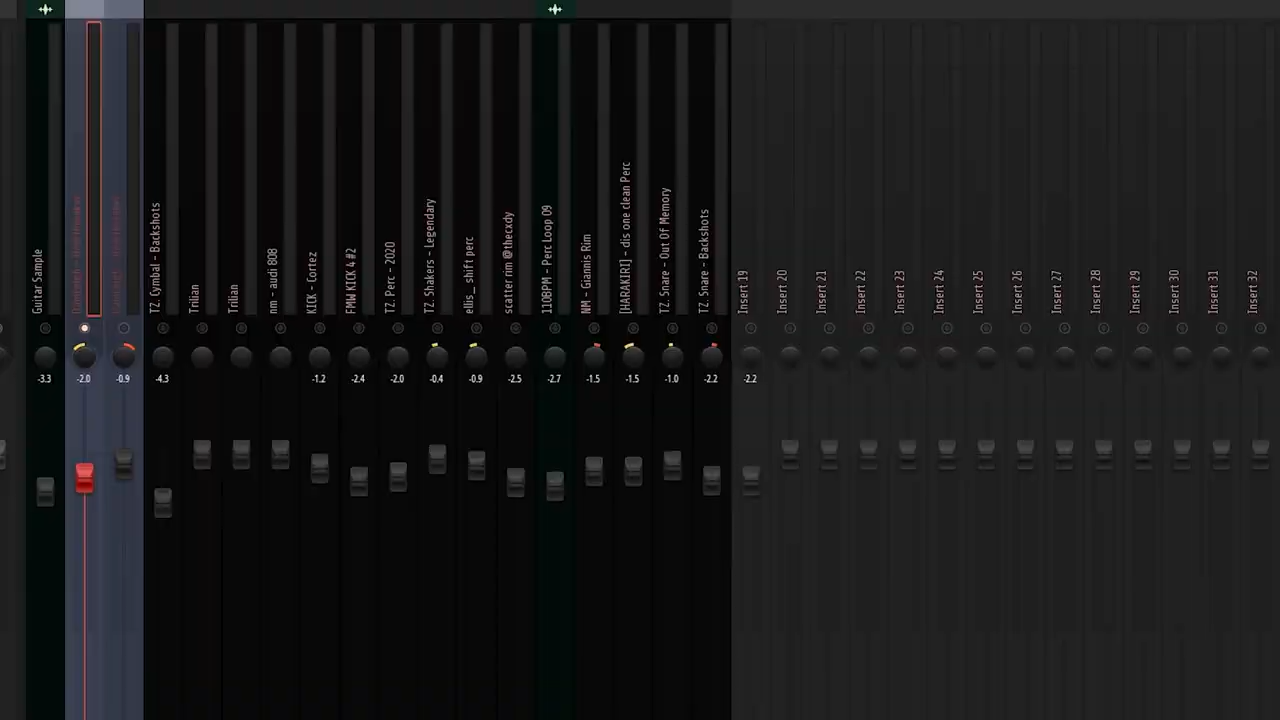 Guitar Sample
TZ. Cymbal – Backshots
Trilian
Trilian
nm – audi 808
KICK – Cortez
FMW KICK 4 #2
TZ. Perc – 2020
TZ. Shakers – Legendary
ellis_ shift perc
scatter rim @thecxdy
110BPM – Perc Loop 09
NM – Giannis Rim
[HARAKIRI] – dis one clean Perc
TZ. Snare – Out Of Memory
TZ. Snare – Backshots
Insert 19
Insert 20
Insert 21
Insert 22
Insert 23
Insert 24
Insert 25
Insert 26
Insert 27
Insert 28
Insert 29
Insert 30
Insert 31
Insert 32
-3.3
-2.0
-0.9
-4.3
-1.2
-2.4
-2.0
-0.4
-0.9
-2.5
-2.7
-1.5
-1.5
-1.0
-2.2
-2.2